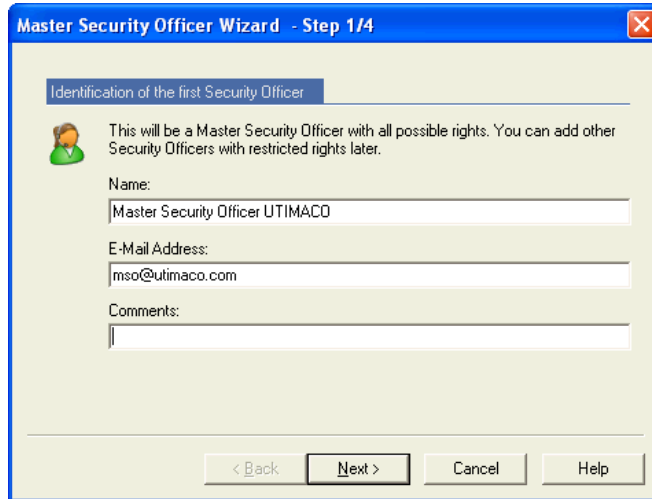 Master Security Officer Wizard - Step 1/4
Identification of the first Security Officer
This will be a Master Security Officer with all possible rights. You can add other
Security Officers with restricted rights later.
Name:
Master Security Officer UTIMACO
E-Mail Address:
mso@utimaco.com
Comments:
< Back
Next >
Cancel
Help